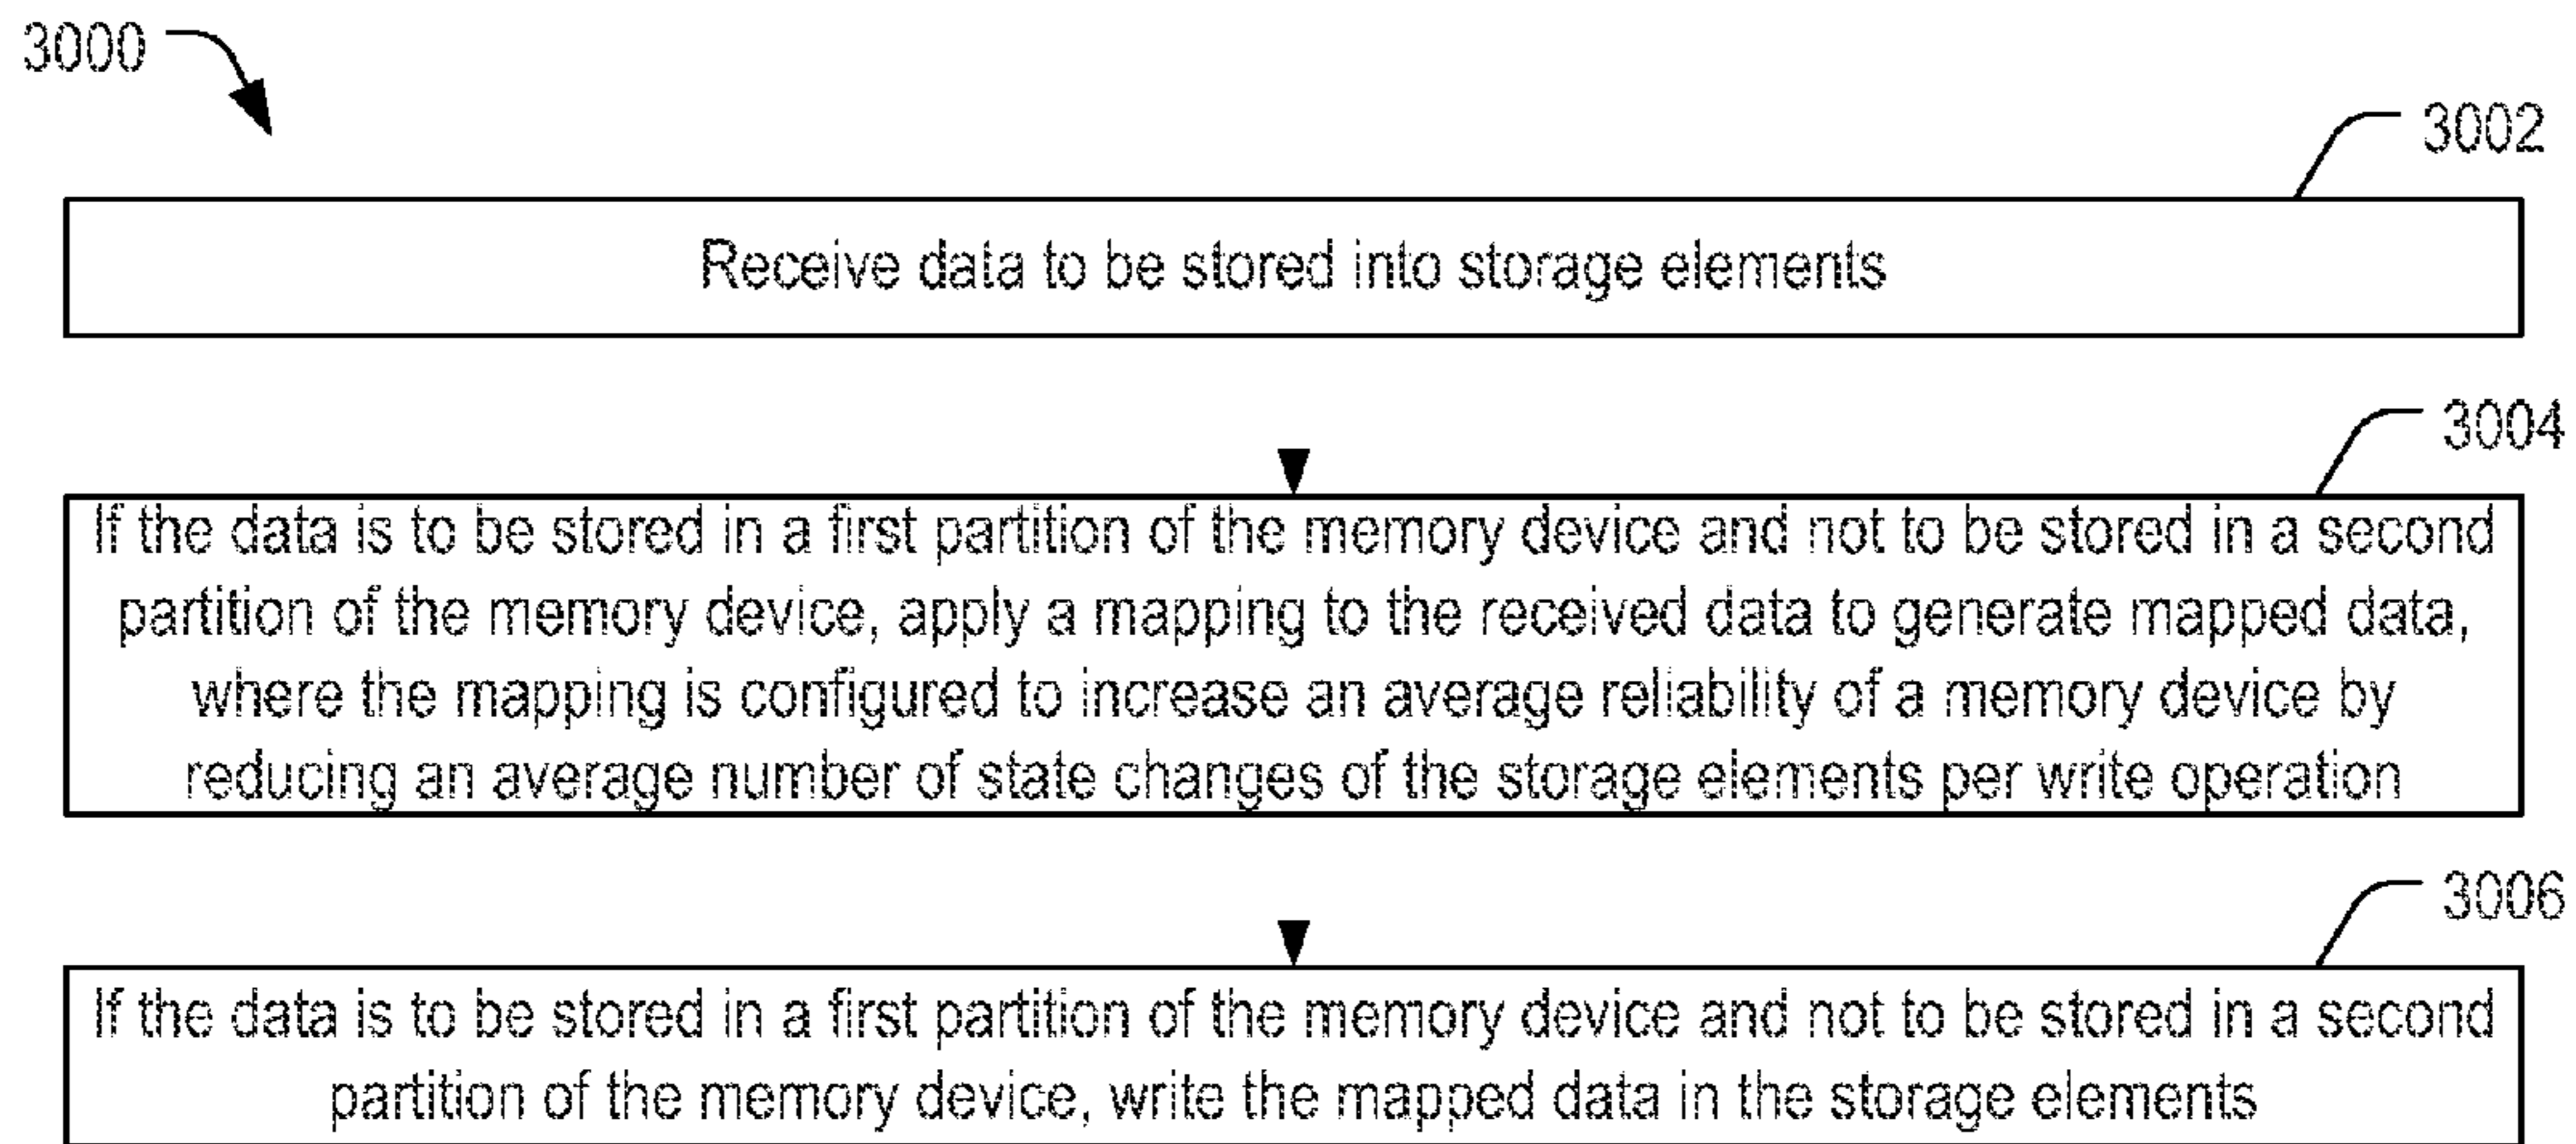 3000
3002
Receive data to be stored into storage elements
3004
If the data is to be stored in a first partition of the memory device and not to be stored in a second
partition of the memory device, apply a mapping to the received data to generate mapped data,
where the mapping is configured to increase an average reliability of a memory device by
reducing an average number of state changes of the storage elements per write operation
3006
If the data is to be stored in a first partition of the memory device and not to be stored in a second
partition of the memory device, write the mapped data in the storage elements